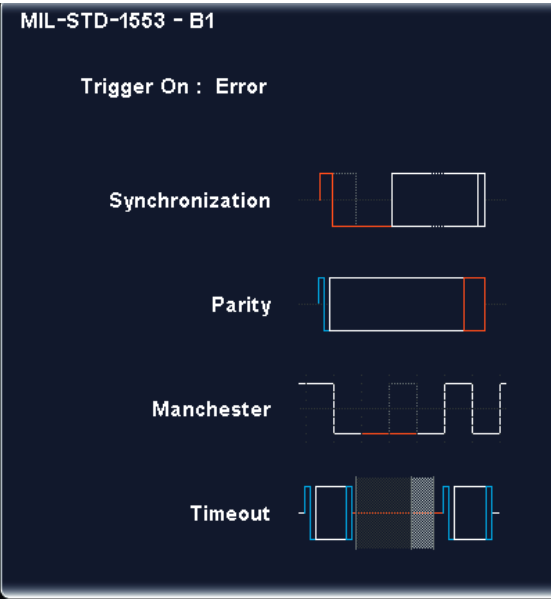 MIL-STD-1553 - B1
Trigger On : Error
Synchronization
Parity
Manchester
Timeout